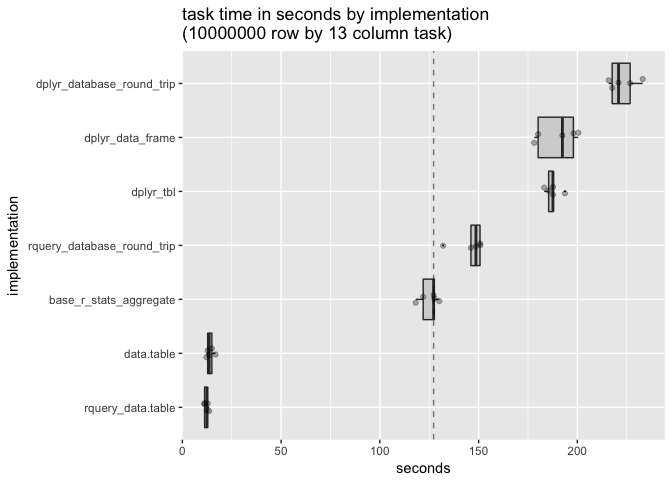 task time in seconds by implementation
(10000000 row by 13 column task)
implementation
dplyr_database_round_trip
dplyr_data_frame
dplyr_tbl
rquery_database_round_trip
base_r_stats_aggregate
data.table
rquery_data.table
0 50 100 150 200
seconds